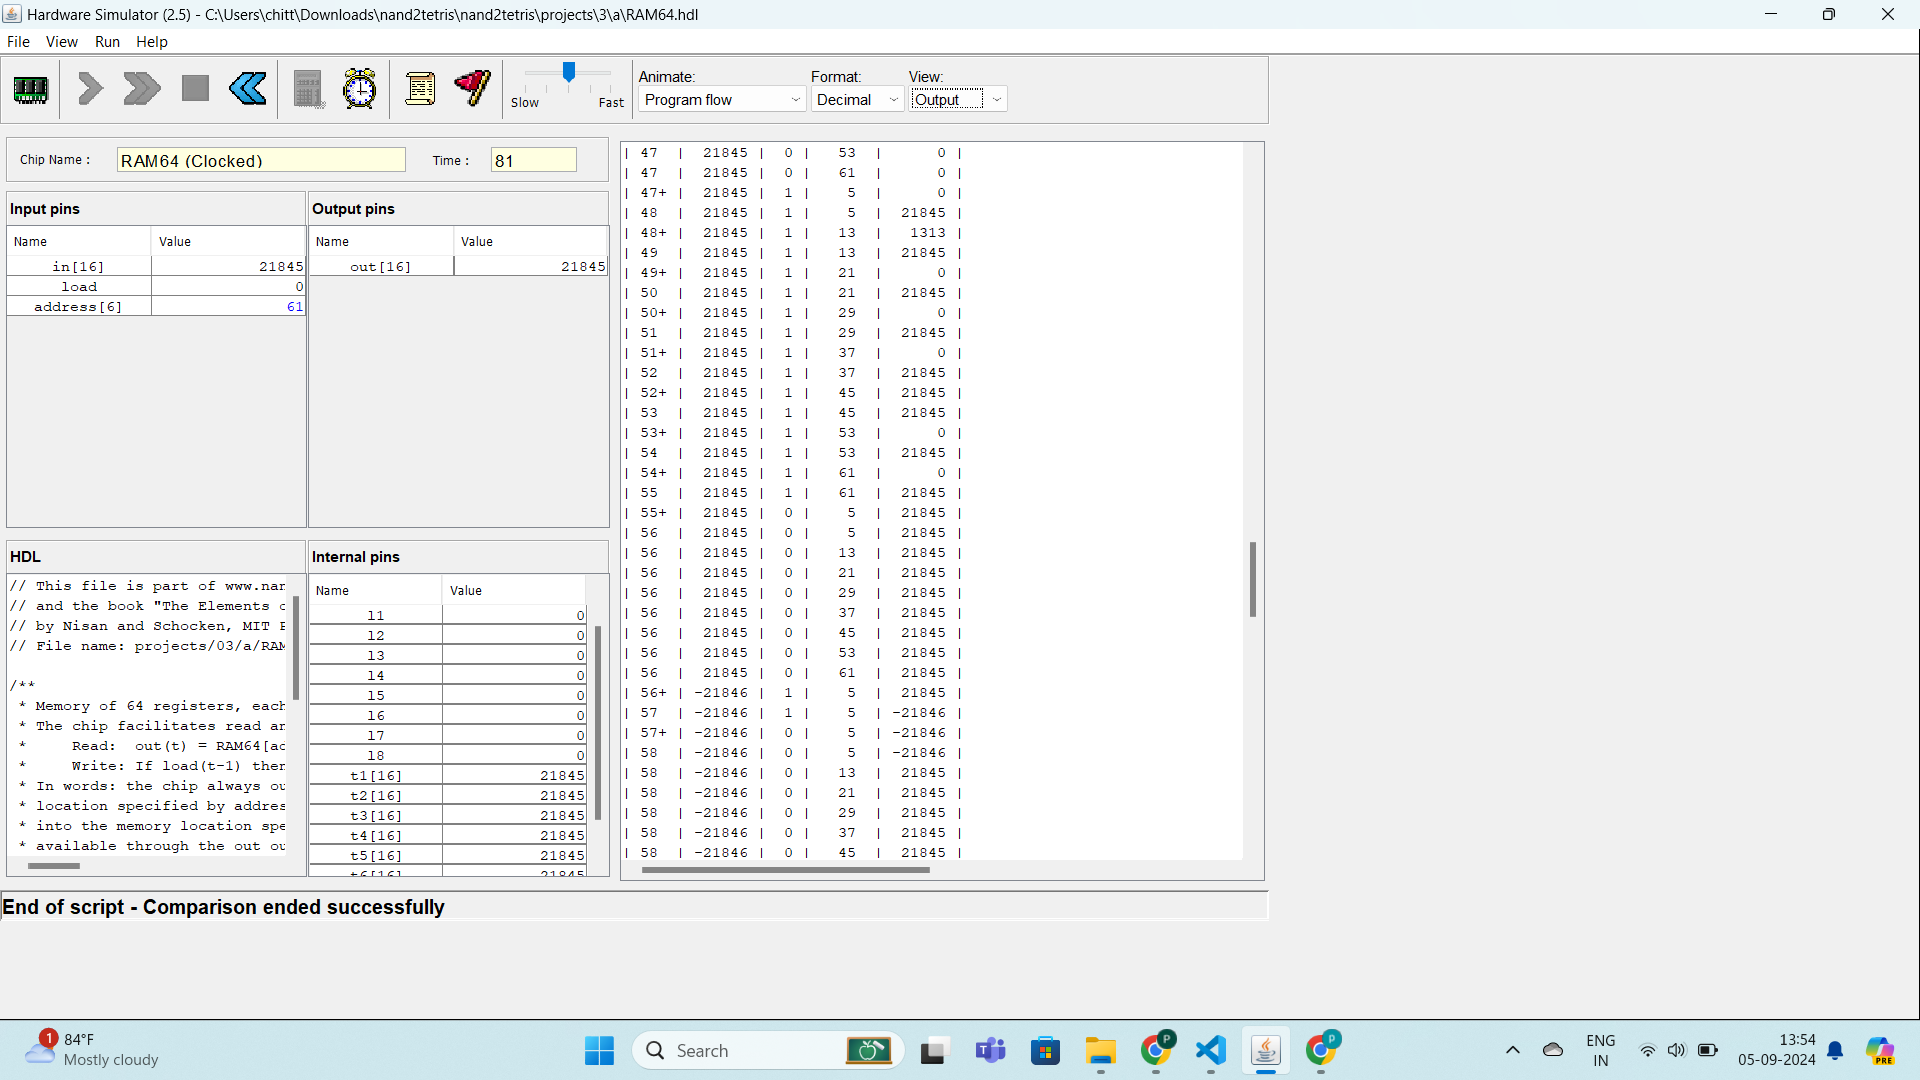 Hardware Simulator (2.5) - C:\Users\chitt\Downloads\nand2tetris\nand2tetris\projects\3\a\RAM64.hdl
File View Run Help
Slow Fast
Animate: Format: View:
Program flow Decimal Output
Chip Name : RAM64 (Clocked) Time : 81
Input pins
Name Value
in[16] 21845
load 0
address[6] 61
Output pins
Name Value
out[16] 21845
HDL
// This file is part of www.nan
// and the book "The Elements o
// by Nisan and Schocken, MIT P
// File name: projects/03/a/RAM
/**
* Memory of 64 registers, each
* The chip facilitates read an
* Read: out(t) = RAM64[ad
* Write: If load(t-1) then
* In words: the chip always ou
* location specified by addres
* into the memory location spe
* available through the out ou
Internal pins
Name Value
l1 0
l2 0
l3 0
l4 0
l5 0
l6 0
l7 0
l8 0
t1[16] 21845
t2[16] 21845
t3[16] 21845
t4[16] 21845
t5[16] 21845
t6[16] 21845
| 47 | 21845 | 0 | 53 | 0 |
| 47 | 21845 | 0 | 61 | 0 |
| 47+ | 21845 | 1 | 5 | 0 |
| 48 | 21845 | 1 | 5 | 21845 |
| 48+ | 21845 | 1 | 13 | 1313 |
| 49 | 21845 | 1 | 13 | 21845 |
| 49+ | 21845 | 1 | 21 | 0 |
| 50 | 21845 | 1 | 21 | 21845 |
| 50+ | 21845 | 1 | 29 | 0 |
| 51 | 21845 | 1 | 29 | 21845 |
| 51+ | 21845 | 1 | 37 | 0 |
| 52 | 21845 | 1 | 37 | 21845 |
| 52+ | 21845 | 1 | 45 | 21845 |
| 53 | 21845 | 1 | 45 | 21845 |
| 53+ | 21845 | 1 | 53 | 0 |
| 54 | 21845 | 1 | 53 | 21845 |
| 54+ | 21845 | 1 | 61 | 0 |
| 55 | 21845 | 1 | 61 | 21845 |
| 55+ | 21845 | 0 | 5 | 21845 |
| 56 | 21845 | 0 | 5 | 21845 |
| 56 | 21845 | 0 | 13 | 21845 |
| 56 | 21845 | 0 | 21 | 21845 |
| 56 | 21845 | 0 | 29 | 21845 |
| 56 | 21845 | 0 | 37 | 21845 |
| 56 | 21845 | 0 | 45 | 21845 |
| 56 | 21845 | 0 | 53 | 21845 |
| 56 | 21845 | 0 | 61 | 21845 |
| 56+ | -21846 | 1 | 5 | 21845 |
| 57 | -21846 | 1 | 5 | -21846 |
| 57+ | -21846 | 0 | 5 | -21846 |
| 58 | -21846 | 0 | 5 | -21846 |
| 58 | -21846 | 0 | 13 | 21845 |
| 58 | -21846 | 0 | 21 | 21845 |
| 58 | -21846 | 0 | 29 | 21845 |
| 58 | -21846 | 0 | 37 | 21845 |
| 58 | -21846 | 0 | 45 | 21845 |
End of script - Comparison ended successfully
1 84°F
Mostly cloudy
Search
P
P
ENG
IN
13:54
05-09-2024
PRE